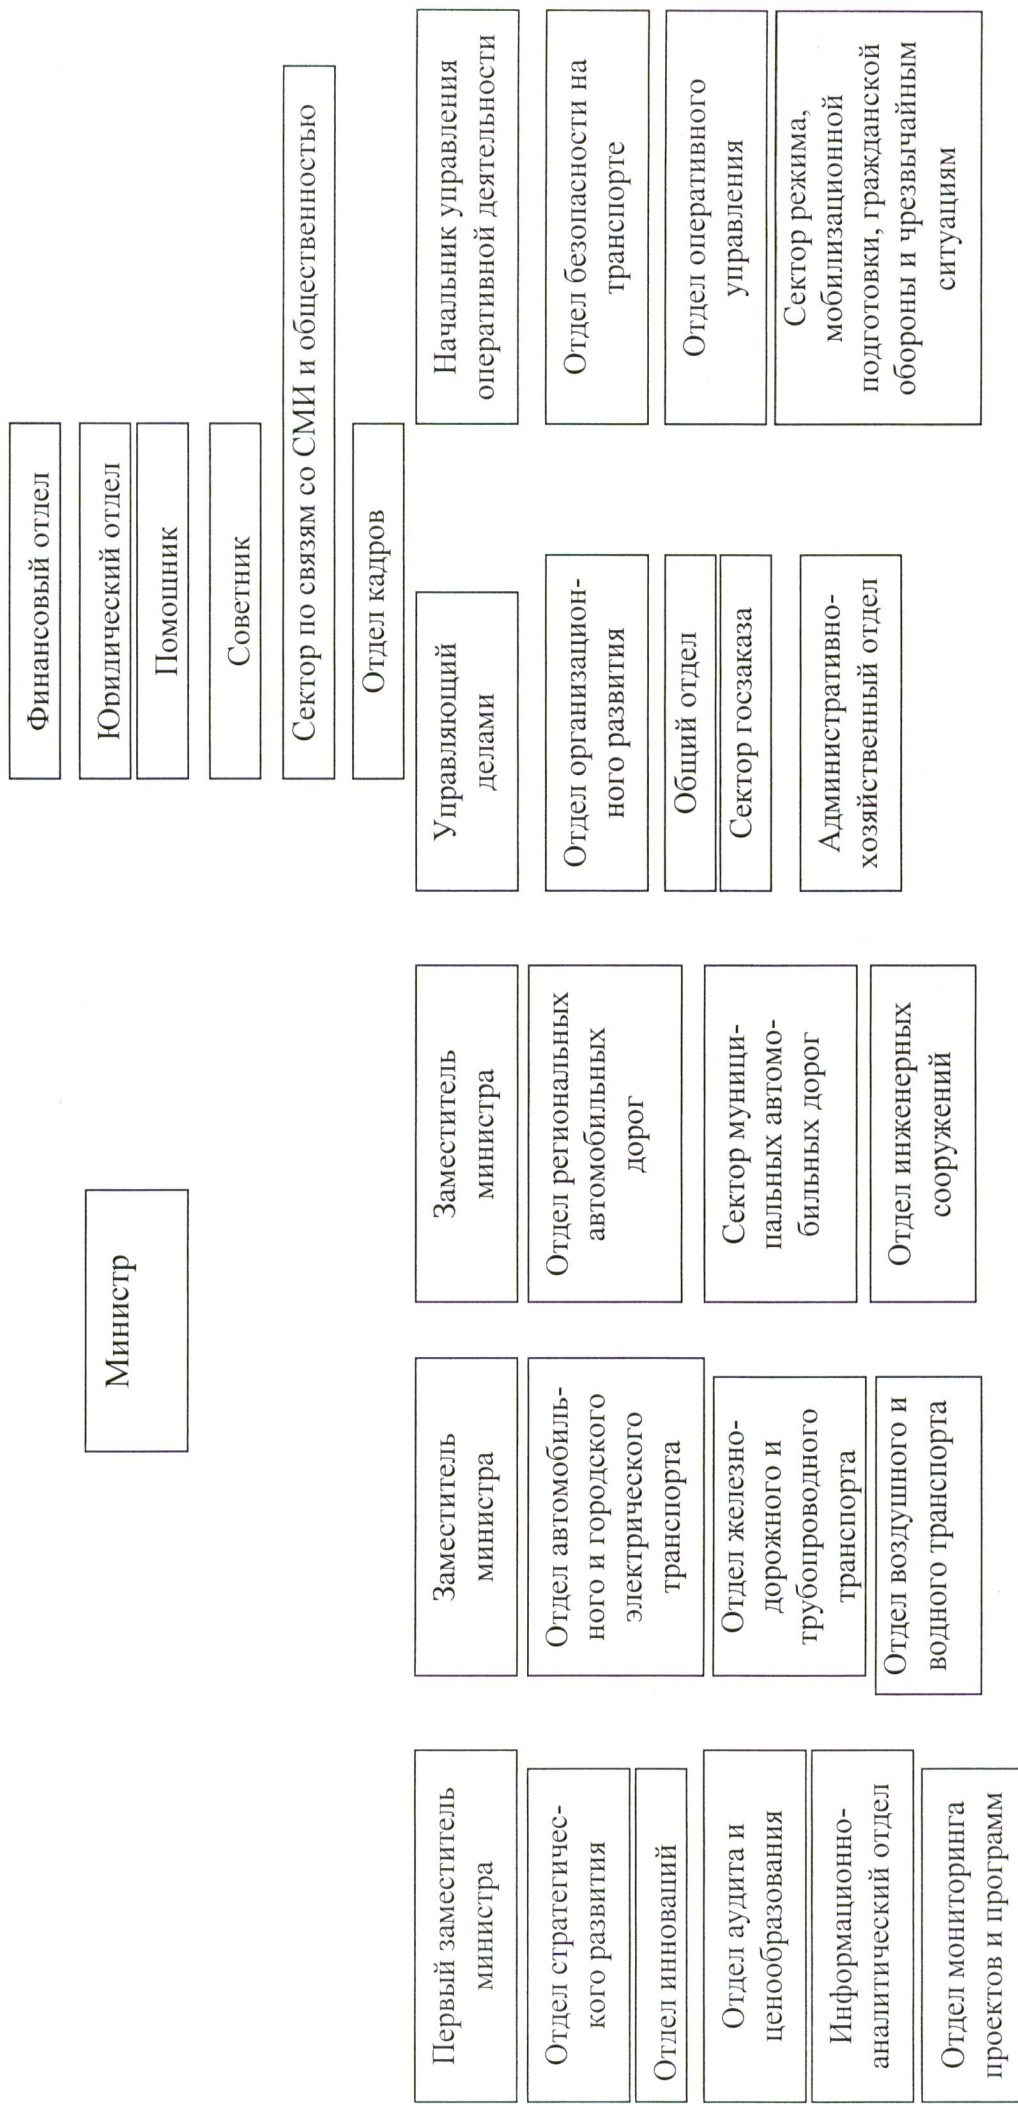 Министр
Финансовый отдел
Юридический отдел
Помощник
Советник
Сектор по связям со СМИ и общественностью
Отдел кадров
Первый заместитель
министра
Отдел стратегичес-
кого развития
Отдел инноваций
Отдел аудита и
ценообразования
Информационно-
аналитический отдел
Отдел мониторинга
проектов и программ
Заместитель
министра
Отдел автомобиль-
ного и городского
электрического
транспорта
Отдел железно-
дорожного и
трубопроводного
транспорта
Отдел воздушного и
водного транспорта
Заместитель
министра
Отдел региональных
автомобильных
дорог
Сектор муници-
пальных автомо-
бильных дорог
Отдел инженерных
сооружений
Управляющий
делами
Отдел организацион-
ного развития
Общий отдел
Сектор госзаказа
Административно-
хозяйственный отдел
Начальник управления
оперативной деятельности
Отдел безопасности на
транспорте
Отдел оперативного
управления
Сектор режима,
мобилизационной
подготовки, гражданской
обороны и чрезвычайным
ситуациям